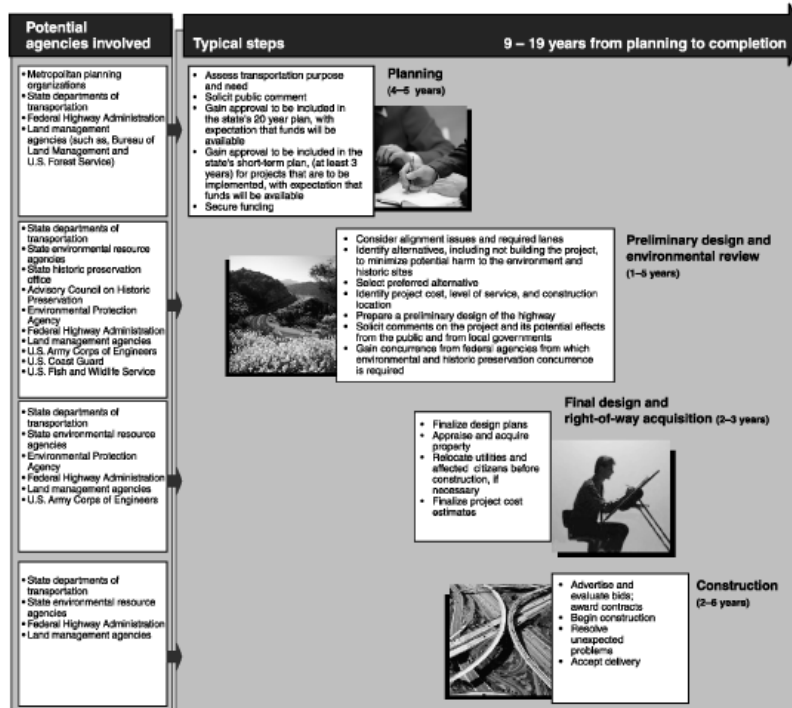 Potential
agencies involved
Typical steps
9 – 19 years from planning to completion
• Metropolitan planning
organizations
• State departments of
transportation
• Federal Highway Administration
• Land management
agencies (such as, Bureau of
Land Management and
U.S. Forest Service)
• Assess transportation purpose
and need
• Solicit public comment
• Gain approval to be included in
the state's 20 year plan, with
expectation that funds will be
available
• Gain approval to be included in the
state's short-term plan, (at least 3
years) for projects that are to be
implemented, with expectation that
funds will be available
• Secure funding
Planning
(4–5 years)
• State departments of
transportation
• State environmental resource
agencies
• State historic preservation
office
• Advisory Council on Historic
Preservation
• Environmental Protection
Agency
• Federal Highway Administration
• Land management agencies
• U.S. Army Corps of Engineers
• U.S. Coast Guard
• U.S. Fish and Wildlife Service
• Consider alignment issues and required lanes
• Identify alternatives, including not building the project,
to minimize potential harm to the environment and
historic sites
• Select preferred alternative
• Identify project cost, level of service, and construction
location
• Prepare a preliminary design of the highway
• Solicit comments on the project and its potential effects
from the public and from local governments
• Gain concurrence from federal agencies from which
environmental and historic preservation concurrence
is required
Preliminary design and
environmental review
(1–5 years)
• State departments of
transportation
• State environmental resource
agencies
• Environmental Protection
Agency
• Federal Highway Administration
• Land management agencies
• U.S. Army Corps of Engineers
Final design and
right-of-way acquisition (2–3 years)
• Finalize design plans
• Appraise and acquire
property
• Relocate utilities and
affected citizens before
construction, if
necessary
• Finalize project cost
estimates
• State departments of
transportation
• State environmental resource
agencies
• Federal Highway Administration
• Land management agencies
• Advertise and
evaluate bids;
award contracts
• Begin construction
• Resolve
unexpected
problems
• Accept delivery
Construction
(2–6 years)